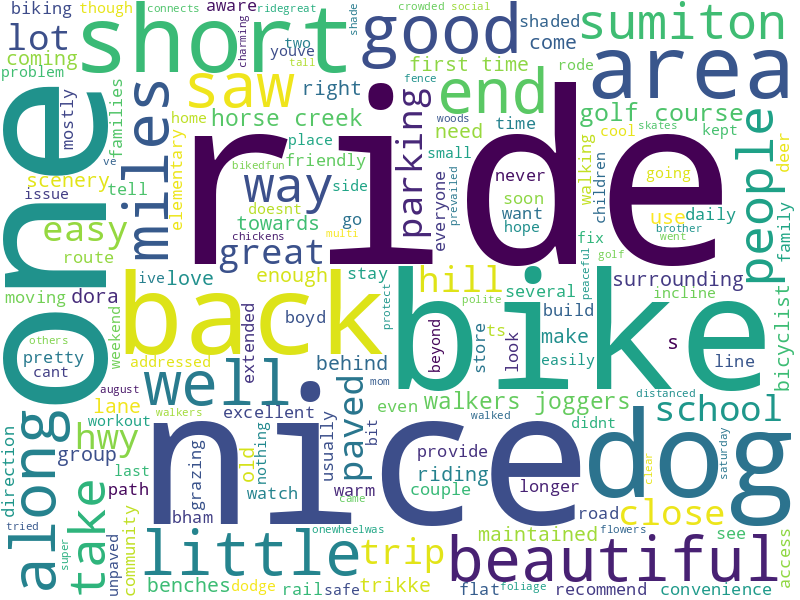 biking
though
connects
ridegreat
shade
crowded
social
shaded
sumiton
lot
short
charming
aware
two
youve
tall
good
come
rode
coming
problem
saw
right
first time
fence
area
one
mostly
families
miles
home
horse creek
place
end
woods
time
golf course
cool
skates
kept
people
deer
ve
elementary
bikedfun
friendly
parking
need
small
never
walking
children
going
scenery
tell
issue
ride
way
side
everyone
prevailed
soon
want
hope
use
daily
family
easy
doesnt
towards
go
brother
went
route
chickens
multi
great
fix
peaceful
golf
moving
dora
ive
love
enough
stay
hill
several
surrounding
incline
bicyclist
others
weekend
back
extended
boyd
protect
polite
bike
beyond
store
ts
look
build
make
easily
s
line
pretty
cant
addressed
behind
august
lane
workout
walkers
well
excellent
mom
paved
bit
even
walkers joggers
distanced
school
along
direction
hwy
group
last
path
grazing
old
nothing
watch
usually
warm
came
walked
didnt
provide
riding
couple
longer
dog
clear
saturday
nice
tried
take
unpaved
community
bham
onewheelwas
road
close
flowers
super
little
trip
maintained
see
access
beautiful
benches
dodge
rail
safe
trikke
flat
foliage
recommend
convenience